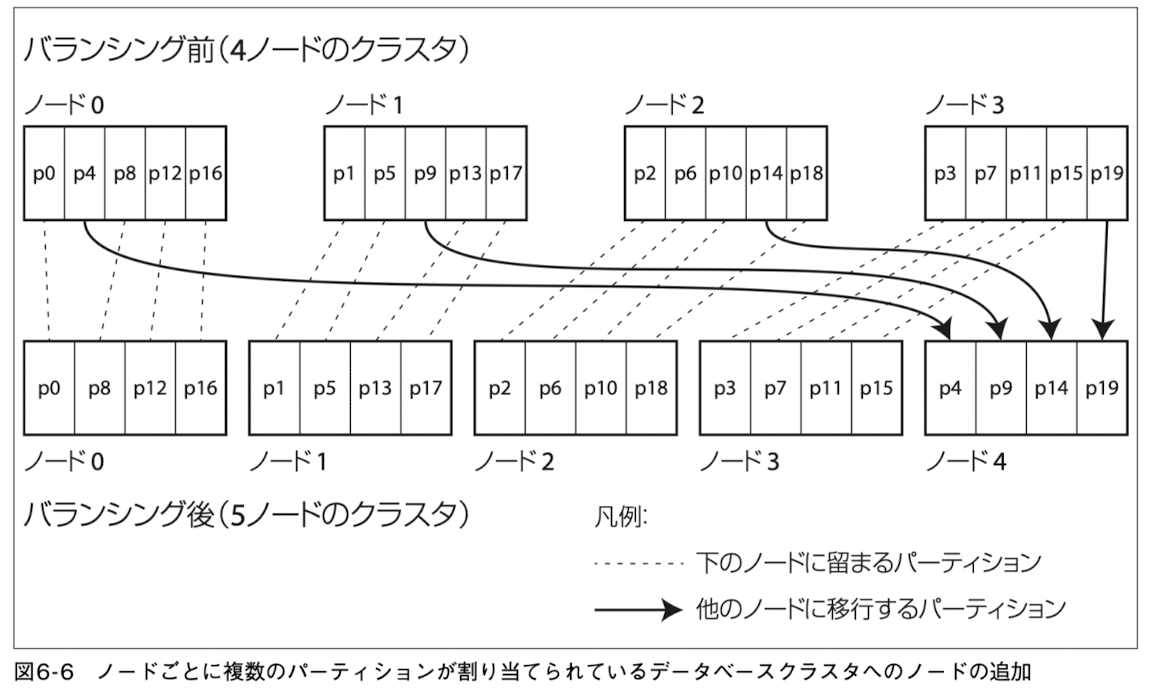 バランシング前（4ノードのクラスタ）
ノード0 ノード1 ノード2 ノード3
p0 p4 p8 p12 p16 p1 p5 p9 p13 p17 p2 p6 p10 p14 p18 p3 p7 p11 p15 p19
p0 p8 p12 p16 p1 p5 p13 p17 p2 p6 p10 p18 p3 p7 p11 p15 p4 p9 p14 p19
ノード0 ノード1 ノード2 ノード3 ノード4
バランシング後（5ノードのクラスタ）
凡例:
下のノードに留まるパーティション
他のノードに移行するパーティション
図6-6 ノードごとに複数のパーティションが割り当てられているデータベースクラスタへのノードの追加